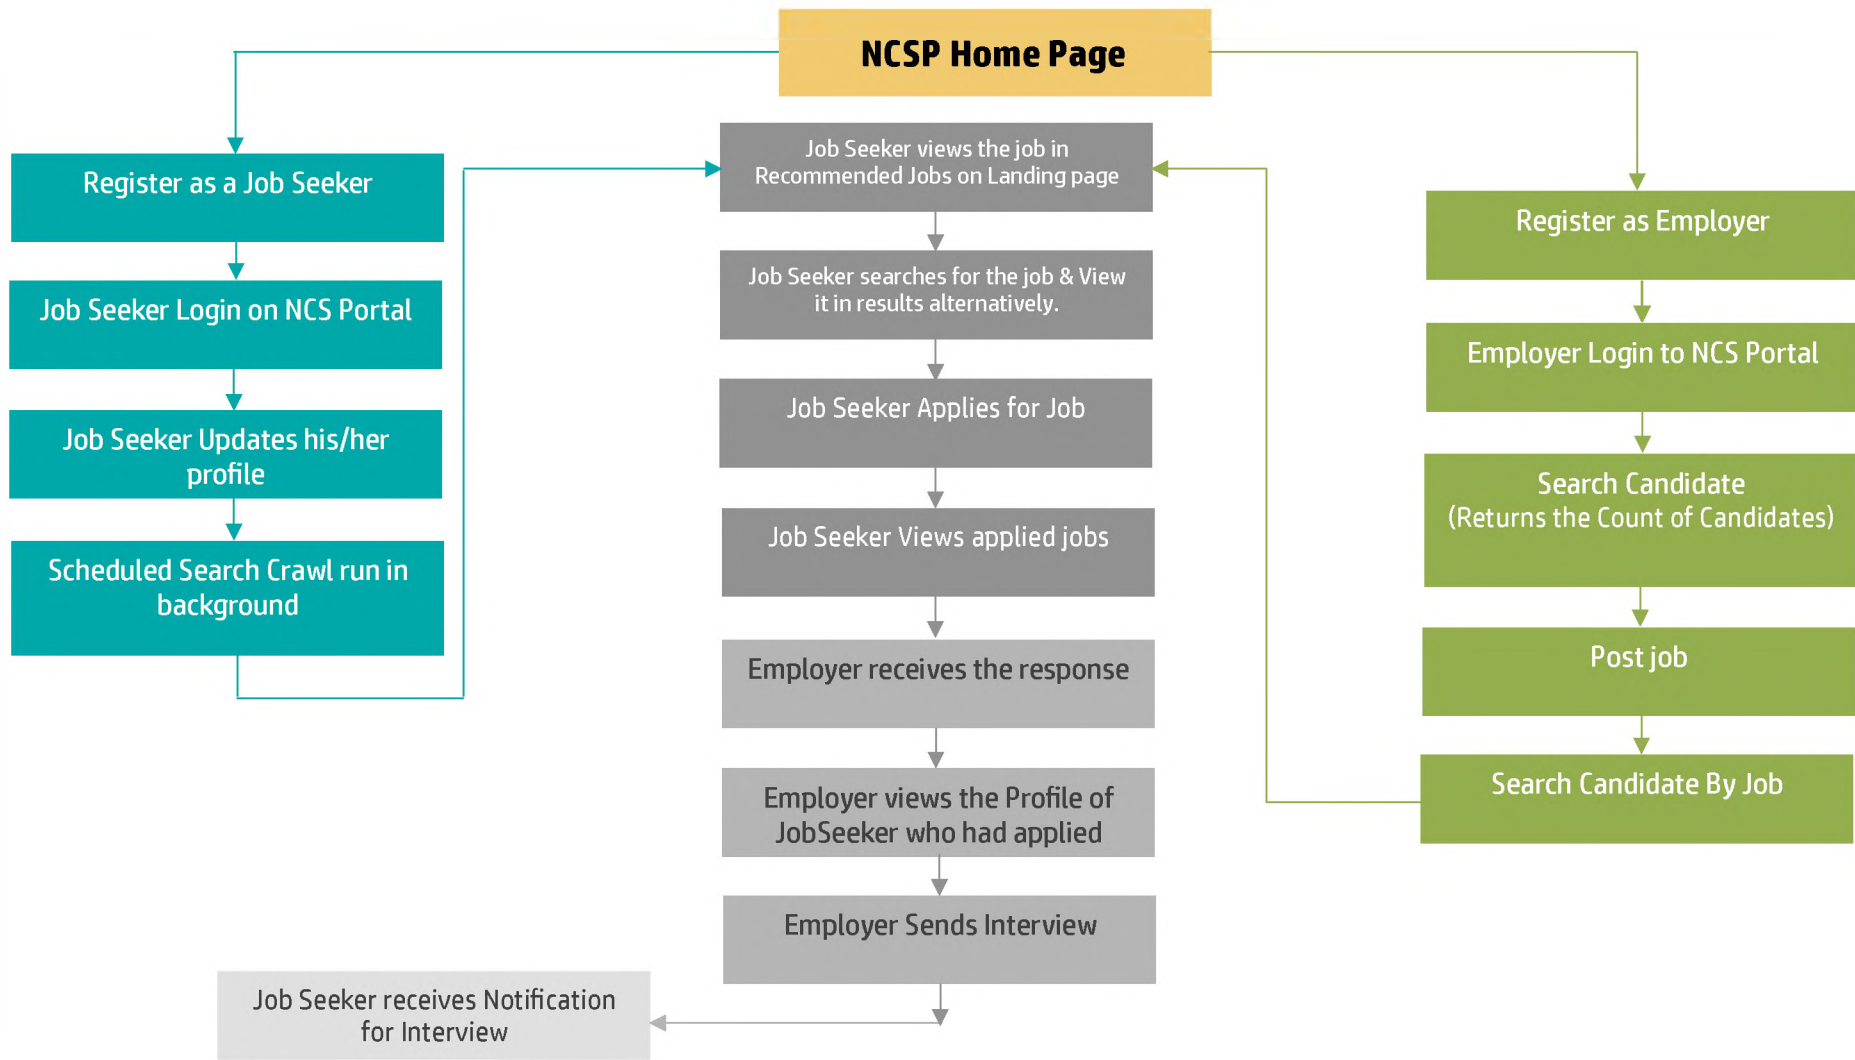 NCSP Home Page
Register as a Job Seeker
Job Seeker Login on NCS Portal
Job Seeker Updates his/her
profile
Scheduled Search Crawl run in
background
Job Seeker views the job in
Recommended Jobs on Landing page
Job Seeker searches for the job & View
it in results alternatively.
Job Seeker Applies for Job
Job Seeker Views applied jobs
Employer receives the response
Employer views the Profile of
JobSeeker who had applied
Employer Sends Interview
Job Seeker receives Notification
for Interview
Register as Employer
Employer Login to NCS Portal
Search Candidate
(Returns the Count of Candidates)
Post job
Search Candidate By Job